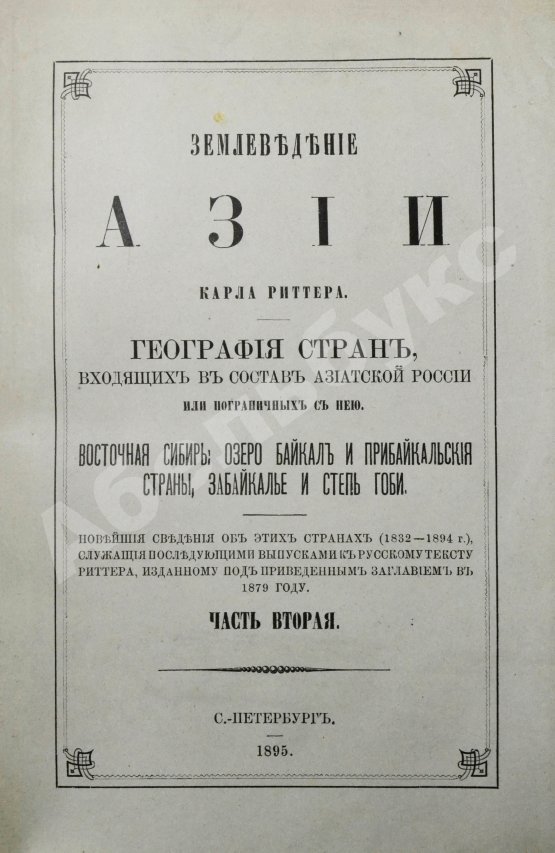 ЗЕМЛЕВѢДѢНІЕ
АЗІИ
КАРЛА РИТТЕРА.
ГЕОГРАФІЯ СТРАНЪ,
ВХОДЯЩИХЪ ВЪ СОСТАВЪ АЗІАТСКОЙ РОССІИ
ИЛИ ПОГРАНИЧНЫХЪ СЪ НЕЮ.
ВОСТОЧНАЯ СИБИРЬ: ОЗЕРО БАЙКАЛЪ И ПРИБАЙКАЛЬСКІЯ
СТРАНЫ, ЗАБАЙКАЛЬЕ И СТЕПЬ ГОБИ.
НОВѢЙШІЯ СВѢДѢНІЯ ОБЪ ЭТИХЪ СТРАНАХЪ (1832—1894 г.),
СЛУЖАЩІЯ ПОСЛѢДУЮЩИМИ ВЫПУСКАМИ КЪ РУССКОМУ ТЕКСТУ
РИТТЕРА, ИЗДАННОМУ ПОДЪ ПРИВЕДЕННЫМЪ ЗАГЛАВІЕМЪ ВЪ
1879 ГОДУ.
ЧАСТЬ ВТОРАЯ.
С.-ПЕТЕРБУРГЪ.
1895.